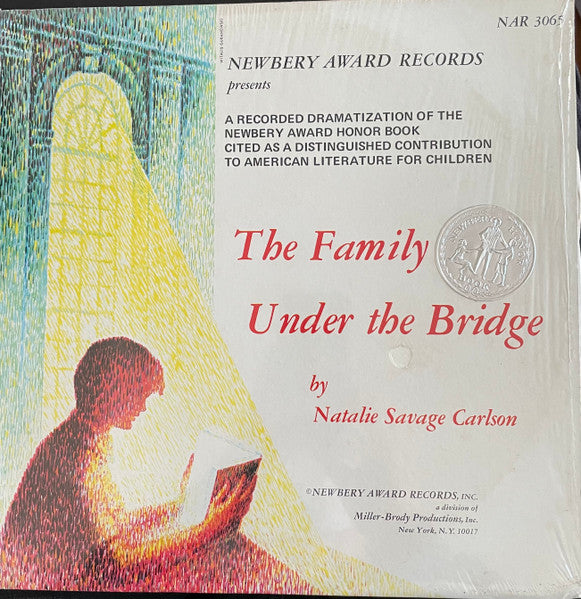 NAR 3065
NEWBERY AWARD RECORDS
presents
A RECORDED DRAMATIZATION OF THE
NEWBERY AWARD HONOR BOOK
CITED AS A DISTINGUISHED CONTRIBUTION
TO AMERICAN LITERATURE FOR CHILDREN
The Family
Under the Bridge
by
Natalie Savage Carlson
©NEWBERY AWARD RECORDS, INC.
a division of
Miller-Brody Productions, Inc.
New York, N.Y. 10017